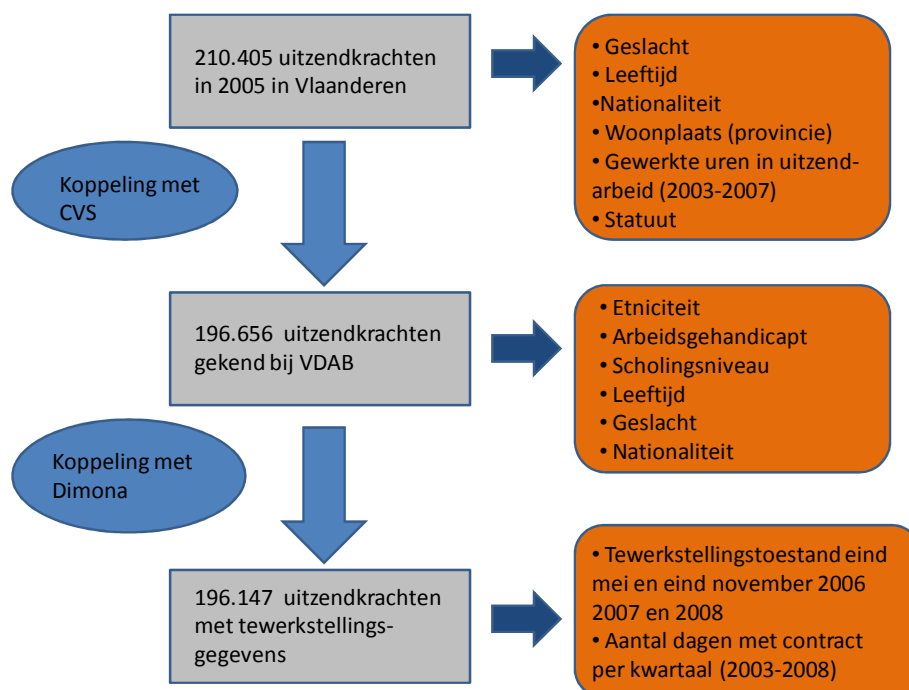 210.405 uitzendkrachten
in 2005 in Vlaanderen
• Geslacht
• Leeftijd
•Nationaliteit
• Woonplaats (provincie)
• Gewerkte uren in uitzend-
arbeid (2003-2007)
• Statuut
Koppeling met
CVS
196.656 uitzendkrachten
gekend bij VDAB
• Etniciteit
• Arbeidsgehandicapt
• Scholingsniveau
• Leeftijd
• Geslacht
• Nationaliteit
Koppeling met
Dimona
196.147 uitzendkrachten
met tewerkstellings-
gegevens
• Tewerkstellingstoestand eind
mei en eind november 2006
2007 en 2008
• Aantal dagen met contract
per kwartaal (2003-2008)